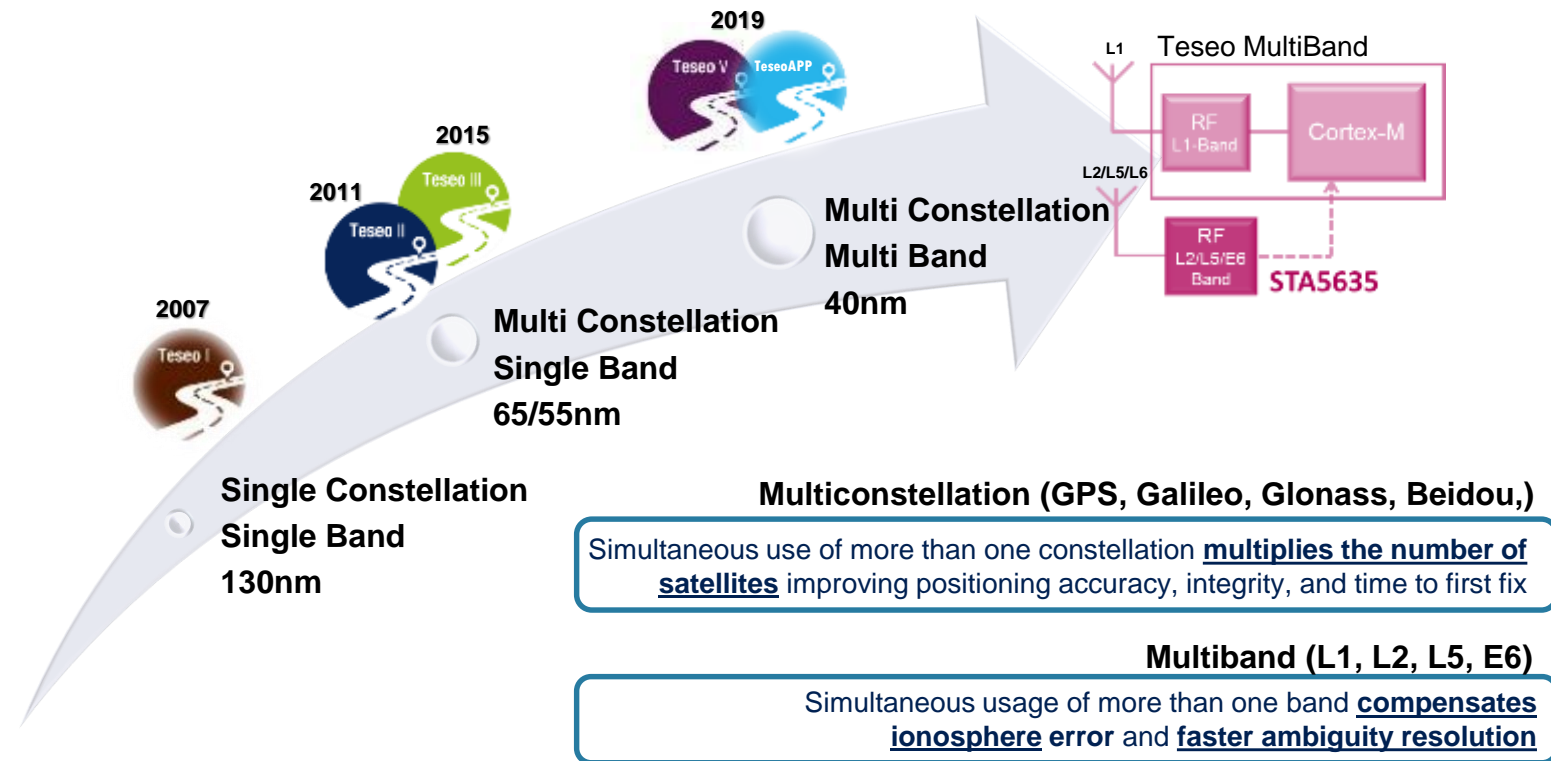 2019
Teseo V
TeseoAPP
2015
Teseo III
2011
Teseo II
2007
Teseo I
Teseo MultiBand
L1
RF
L1-Band
Cortex-M
L2/L5/L6
RF
L2/L5/E6
Band
STA5635
Multi Constellation
Multi Band
40nm
Multi Constellation
Single Band
65/55nm
Single Constellation
Single Band
130nm
Multiconstellation (GPS, Galileo, Glonass, Beidou,)
Simultaneous use of more than one constellation multiplies the number of
satellites improving positioning accuracy, integrity, and time to first fix
Multiband (L1, L2, L5, E6)
Simultaneous usage of more than one band compensates
ionosphere error and faster ambiguity resolution